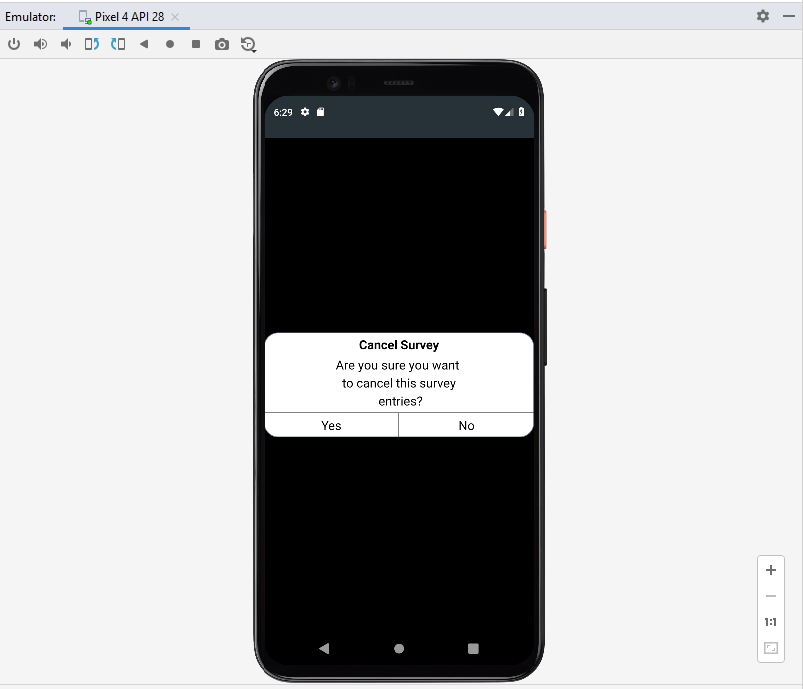 Emulator: Pixel 4 API 28
6:29
Cancel Survey
Are you sure you want
to cancel this survey
entries?
Yes No
1:1